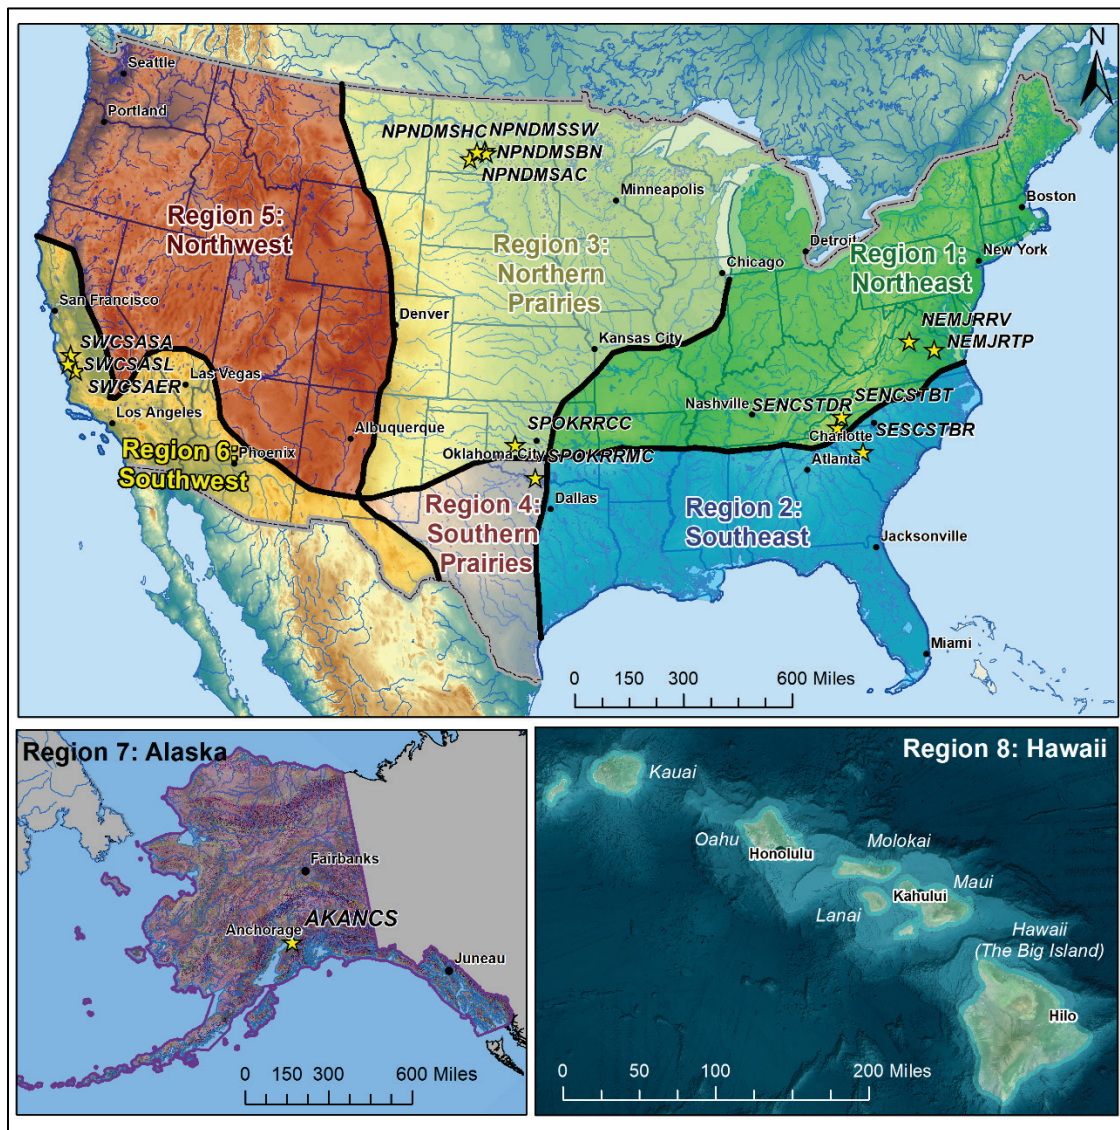 N
Seattle
Portland
NPNDMSHC
NPNDMSSW
NPNDMSBN
NPNDMSAC
Minneapolis
Boston
Region 5:
Northwest
Region 3:
Northern
Prairies
Detroit
Region 1:
Northeast
New York
Chicago
San Francisco
Denver
NEMJRRV
SWCSASA
Kansas City
NEMJRTP
SWCSASL
SWCSAER
Las Vegas
Nashville
SENCSTDR
SENCSTBT
Los Angeles
Albuquerque
SPOKRRCC
Charlotte
SESCSTBR
Region 6:
Southwest
Phoenix
Oklahoma City
SPOKRRMC
Atlanta
Region 4:
Southern
Prairies
Dallas
Region 2:
Southeast
Jacksonville
Miami
0 150 300 600 Miles
Region 7: Alaska
Fairbanks
AKANCS
Anchorage
Juneau
0 150 300 600 Miles
Region 8: Hawaii
Kauai
Oahu
Honolulu
Molokai
Maui
Kahului
Lanai
Hawaii
(The Big Island)
Hilo
0 50 100 200 Miles